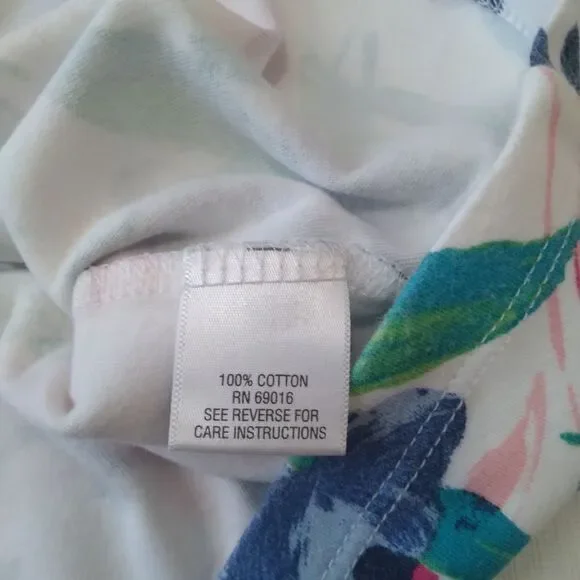 100% COTTON
RN 69016
SEE REVERSE FOR
CARE INSTRUCTIONS